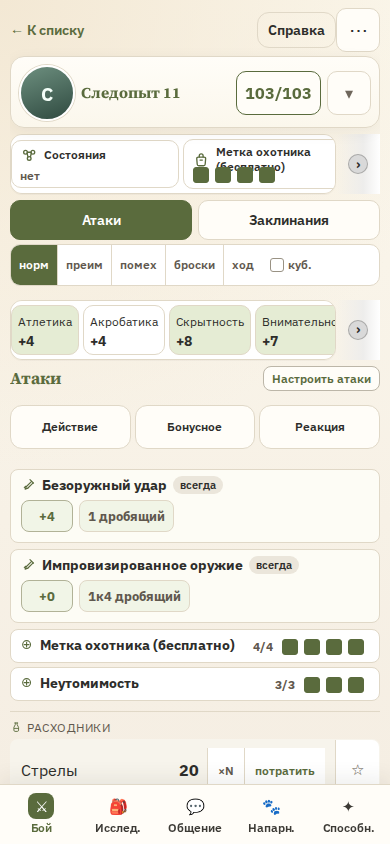 ← К списку
Справка
...
С
Следопыт 11
103/103
▼
Состояния
нет
Метка охотника
(бесплатно)
Атаки
Заклинания
норм
преим
помех
броски
ход
куб.
Атлетика
+4
Акробатика
+4
Скрытность
+8
Внимательно
+7
Атаки
Настроить атаки
Действие
Бонусное
Реакция
Безоружный удар всегда
+4
1 дробящий
Импровизированное оружие всегда
+0
1к4 дробящий
Метка охотника (бесплатно) 4/4
Неутомимость 3/3
РАСХОДНИКИ
Стрелы 20 ×N потратить ☆
Бой
Исслед.
Общение
Напарн.
Способн.